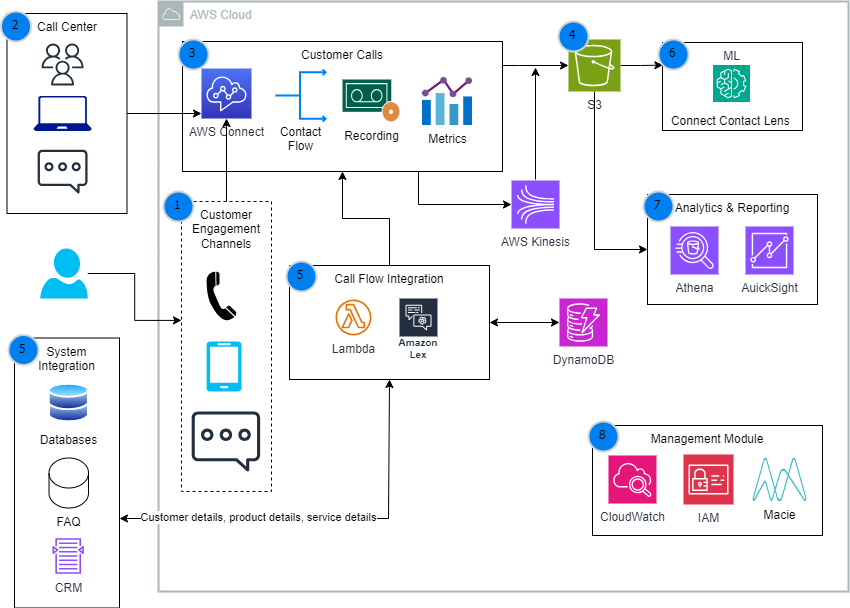 AWS Cloud
2
Call Center
3
Customer Calls
AWS Connect
Contact
Flow
Recording
Metrics
4
S3
6
ML
Connect Contact Lens
1
Customer
Engagement
Channels
AWS Kinesis
7
Analytics & Reporting
Athena
AuickSight
5
Call Flow Integration
Lambda
Amazon
Lex
DynamoDB
5
System
Integration
Databases
FAQ
CRM
Customer details, product details, service details
8
Management Module
CloudWatch
IAM
Macie